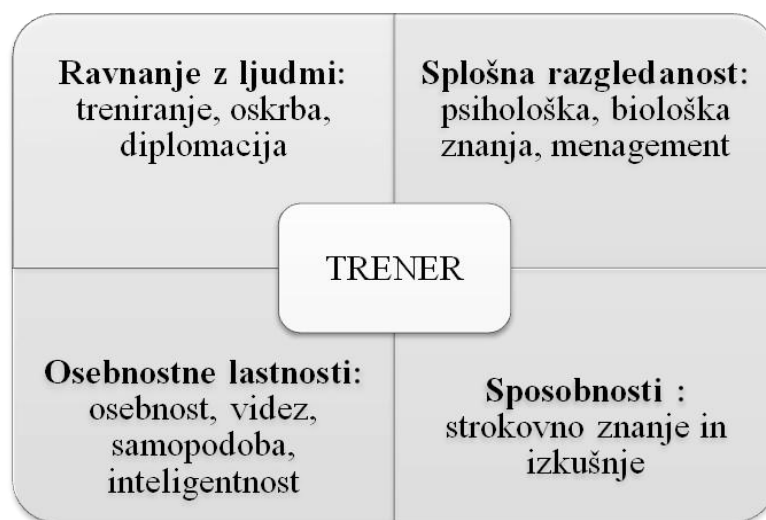 Ravnanje z ljudmi:
treniranje, oskrba,
diplomacija
Splošna razgledanost:
psihološka, biološka
znanja, menagement
TRENER
Osebnostne lastnosti:
osebnost, videz,
samopodoba,
inteligentnost
Sposobnosti :
strokovno znanje in
izkušnje